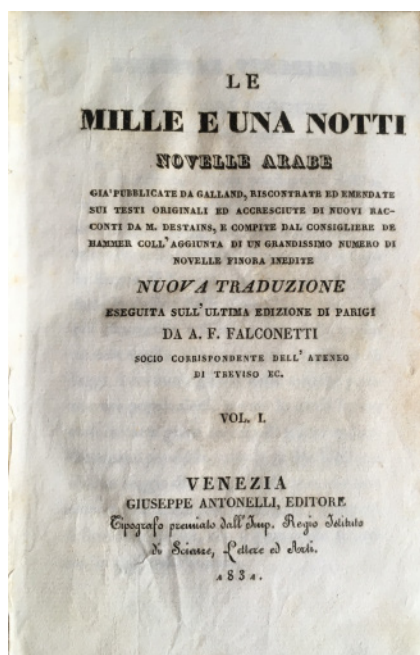 LE
MILLE E UNA NOTTI
NOVELLE ARABE
GIA' PUBBLICATE DA GALLAND, RISCONTRATE ED EMENDATE
SUI TESTI ORIGINALI ED ACCRESCIUTE DI NUOVI RAC-
CONTI DA M. DESTAINS, E COMPITE DAL CONSIGLIERE DE
HAMMER COLL' AGGIUNTA DI UN GRANDISSIMO NUMERO DI
NOVELLE FINORA INEDITE
NUOVA TRADUZIONE
ESEGUITA SULL' ULTIMA EDIZIONE DI PARIGI
DA A. F. FALCONETTI
SOCIO CORRISPONDENTE DELL' ATENEO
DI TREVISO EC.
VOL. I.
VENEZIA
GIUSEPPE ANTONELLI, EDITORE
Tipografo premiato dall' Imp. Regio Istituto
di Scienze, Lettere ed Arti.
1831.